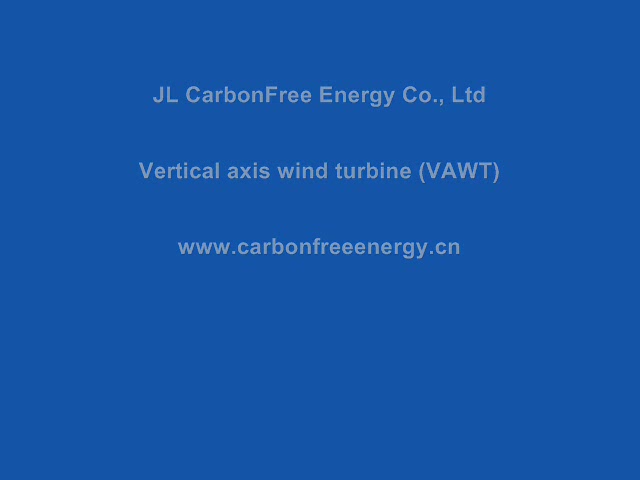 JL CarbonFree Energy Co., Ltd
Vertical axis wind turbine (VAWT)
www.carbonfreeenergy.cn